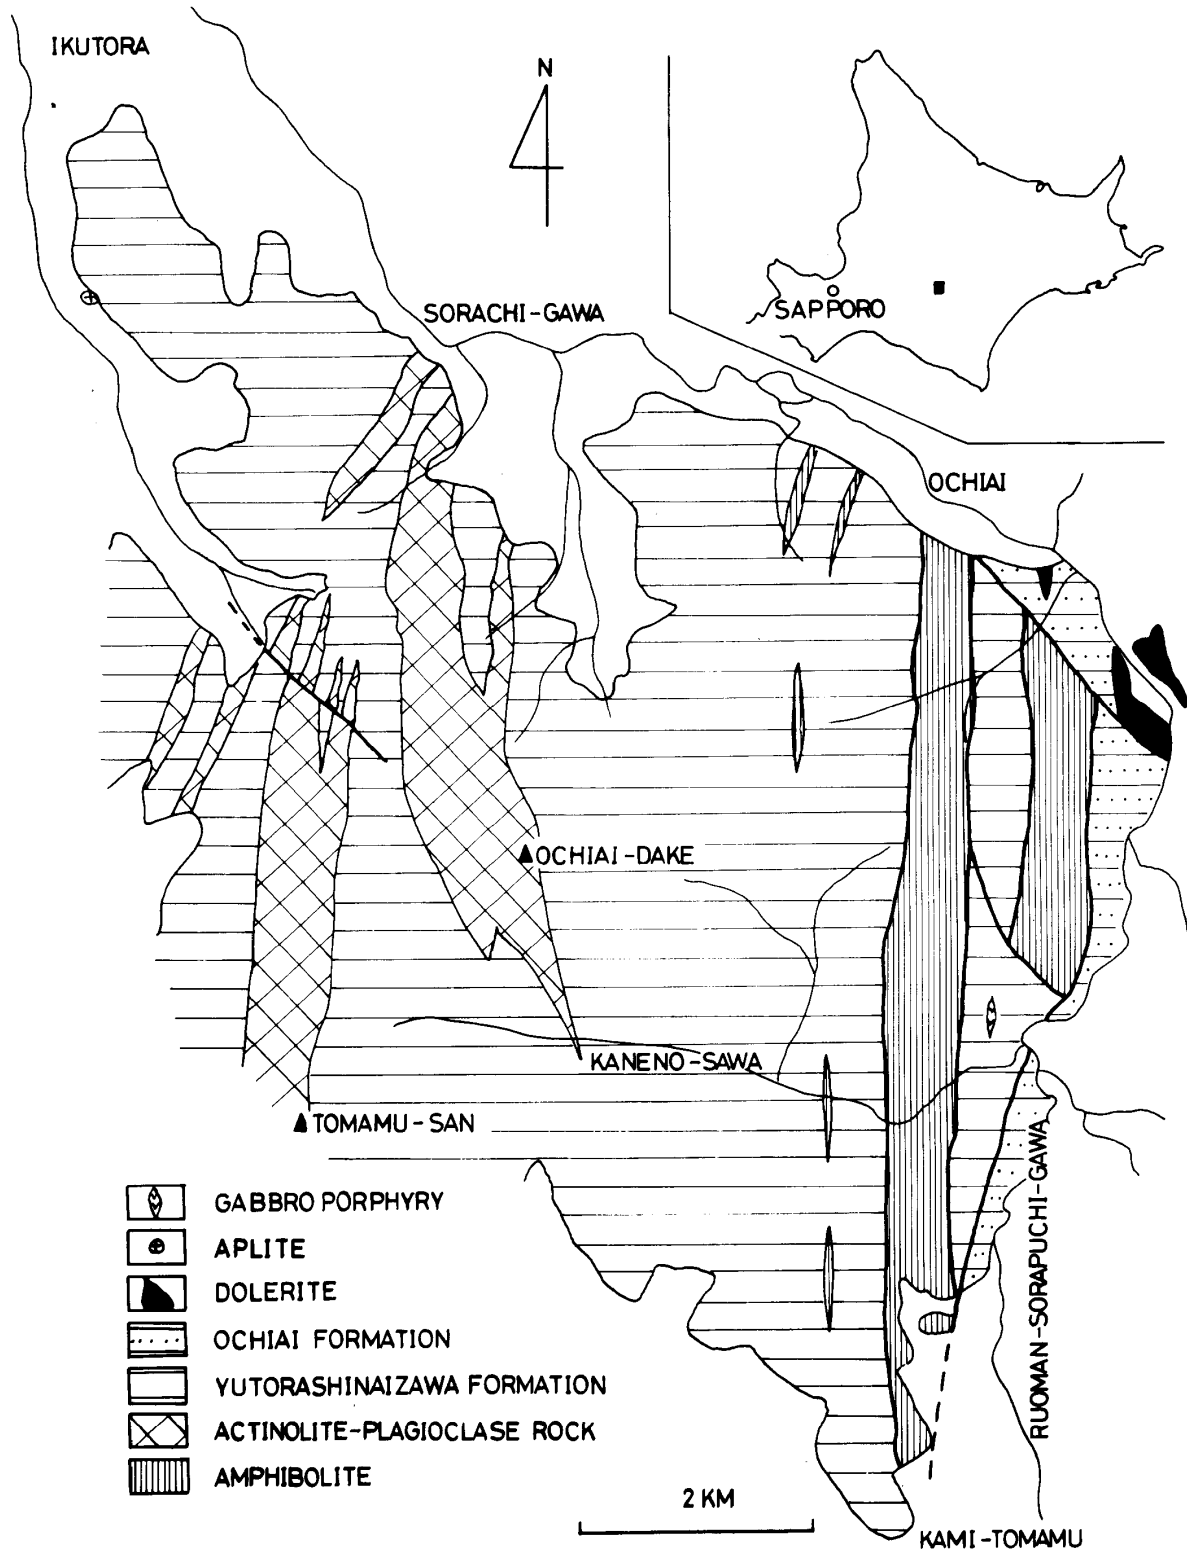 IKUTORA
N
SORACHI-GAWA
SAPPORO
OCHIAI
OCHIAI-DAKE
KANENO-SAWA
TOMAMU-SAN
RUOMAN-SORAPUCHI-GAWA
GABBRO PORPHYRY
APLITE
DOLERITE
OCHIAI FORMATION
YUTORASHINAIZAWA FORMATION
ACTINOLITE-PLAGIOCLASE ROCK
AMPHIBOLITE
2 KM
KAMI-TOMAMU